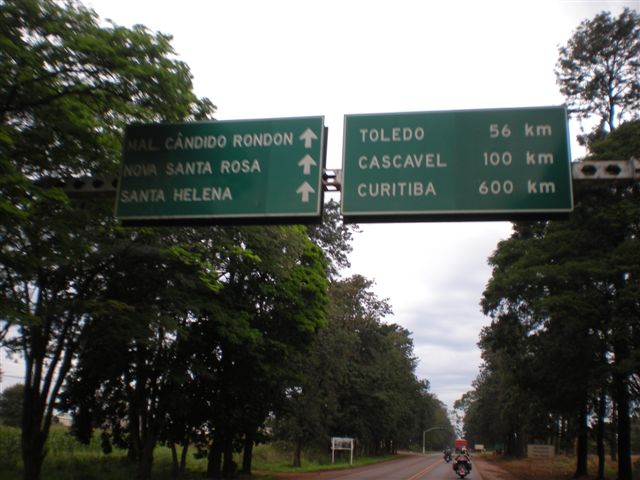 MAL. CÂNDIDO RONDON
NOVA SANTA ROSA
SANTA HELENA
TOLEDO 56 km
CASCAVEL 100 km
CURITIBA 600 km